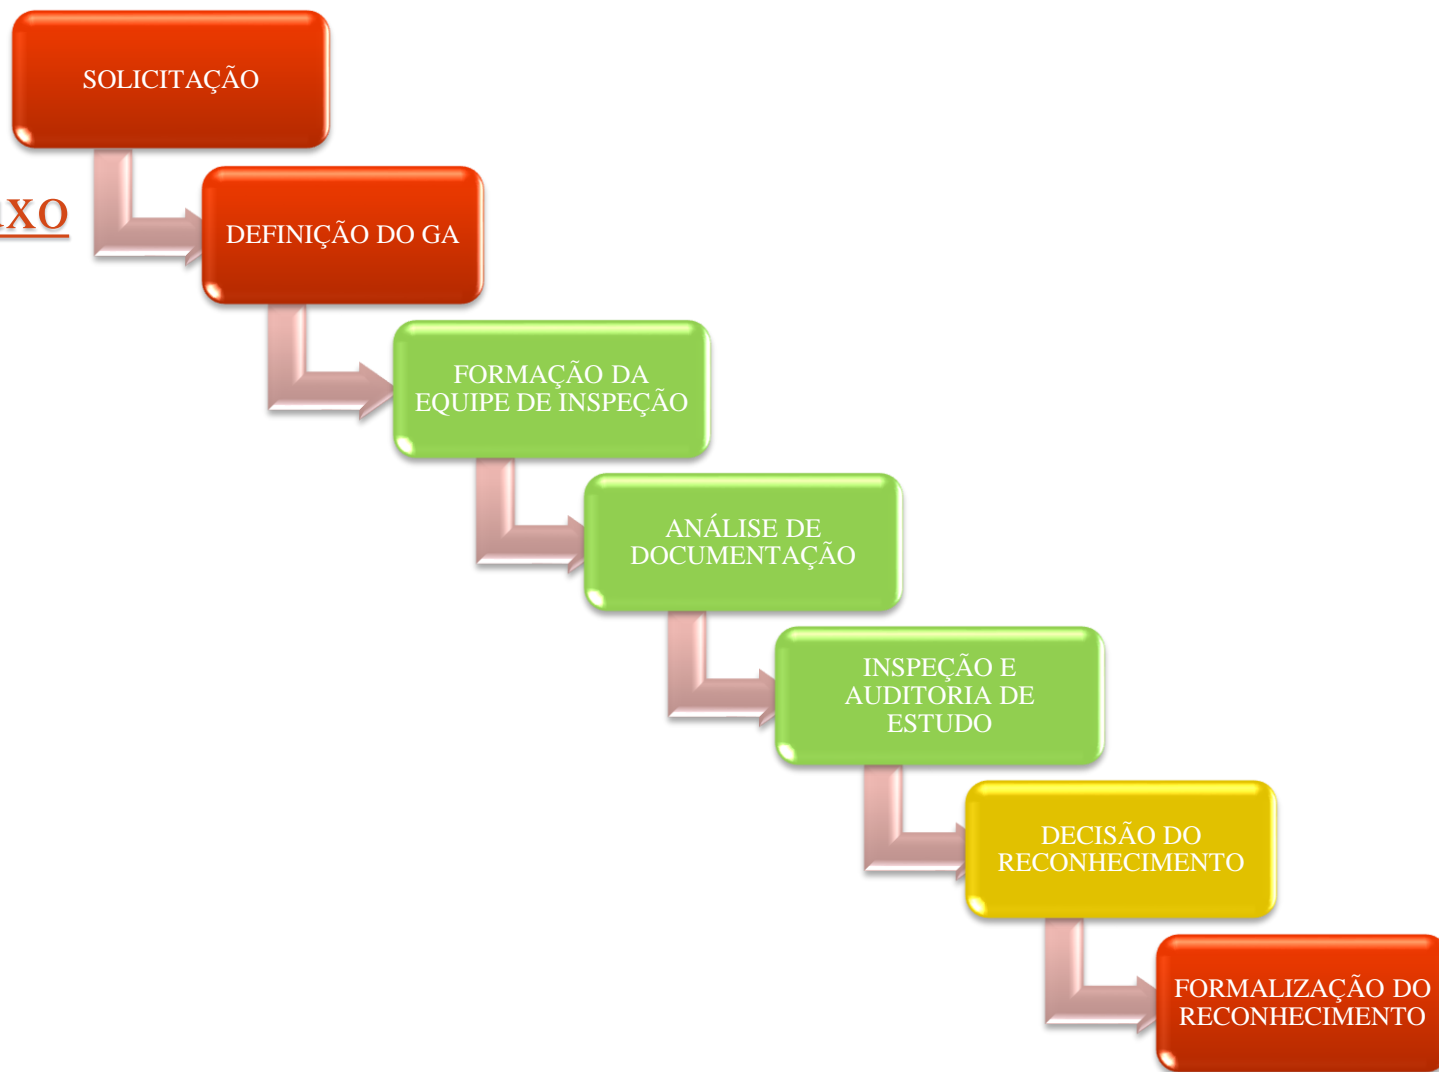 SOLICITAÇÃO
DEFINIÇÃO DO GA
FORMAÇÃO DA
EQUIPE DE INSPEÇÃO
ANÁLISE DE
DOCUMENTAÇÃO
INSPEÇÃO E
AUDITORIA DE
ESTUDO
DECISÃO DO
RECONHECIMENTO
FORMALIZAÇÃO DO
RECONHECIMENTO